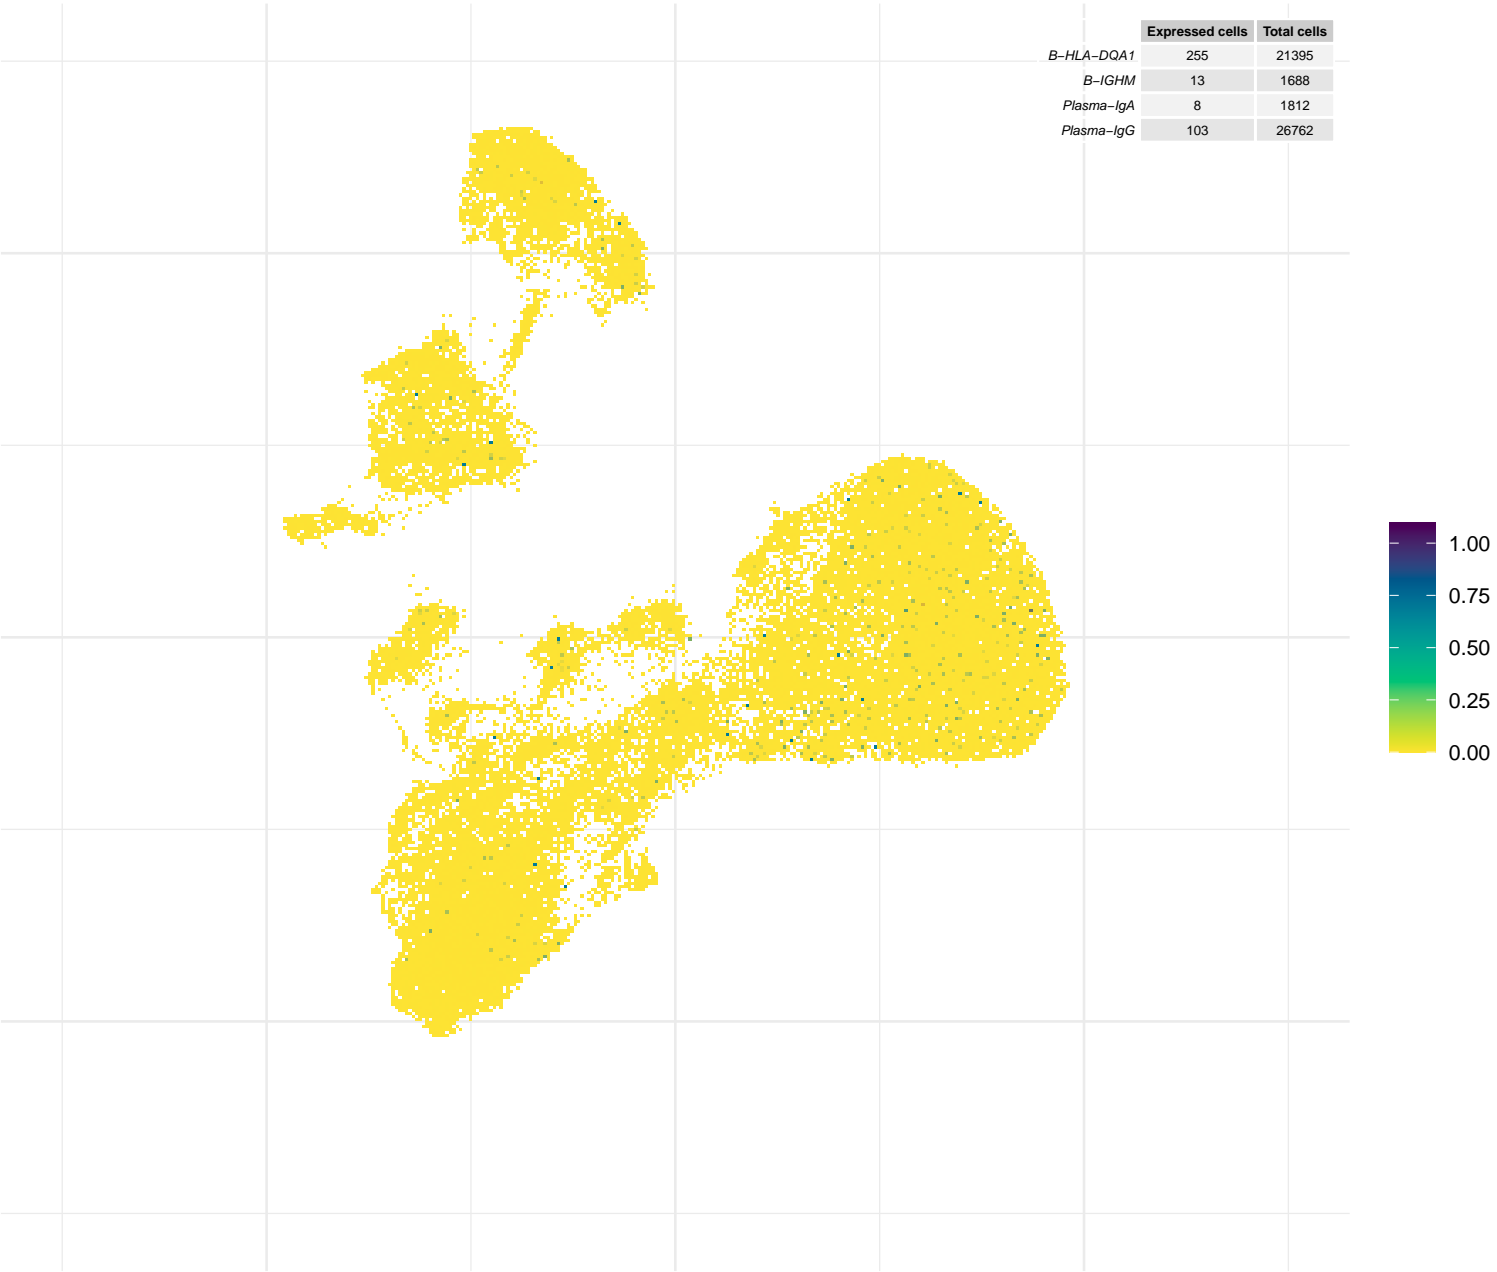 Expressed cells Total cells
B−HLA−DQA1 255 21395
B−IGHM 13 1688
Plasma−IgA 8 1812
Plasma−IgG 103 26762
1.00
0.75
0.50
0.25
0.00